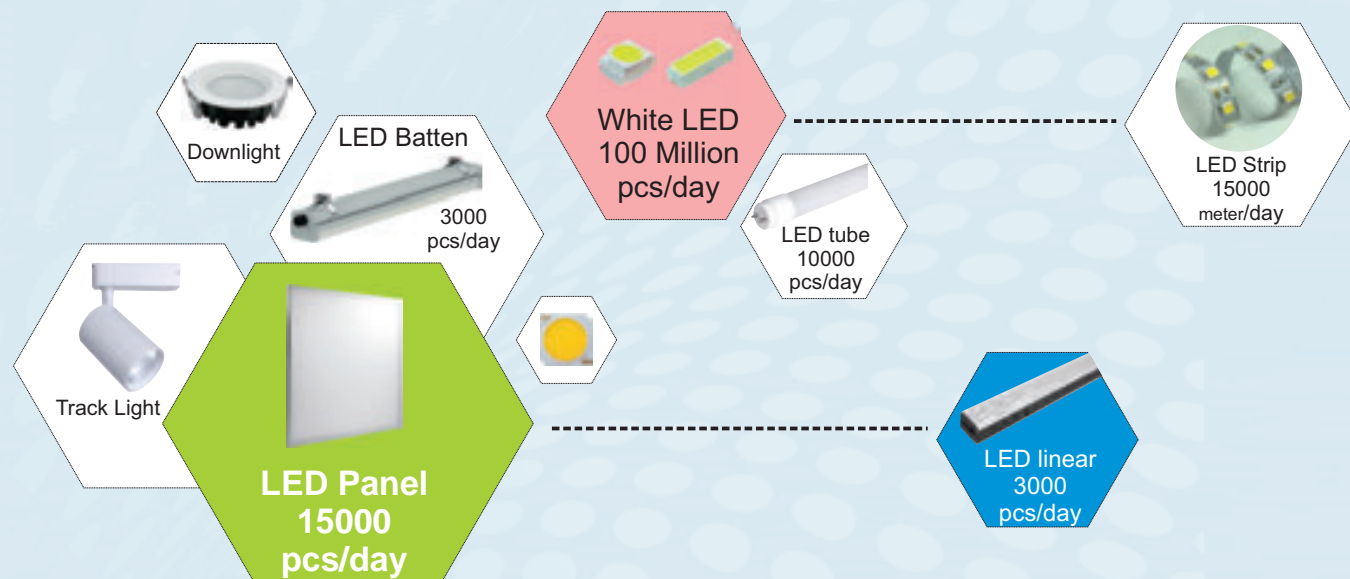 Downlight
LED Batten
3000
pcs/day
White LED
100 Million
pcs/day
LED Strip
15000
meter/day
LED tube
10000
pcs/day
Track Light
LED Panel
15000
pcs/day
LED linear
3000
pcs/day